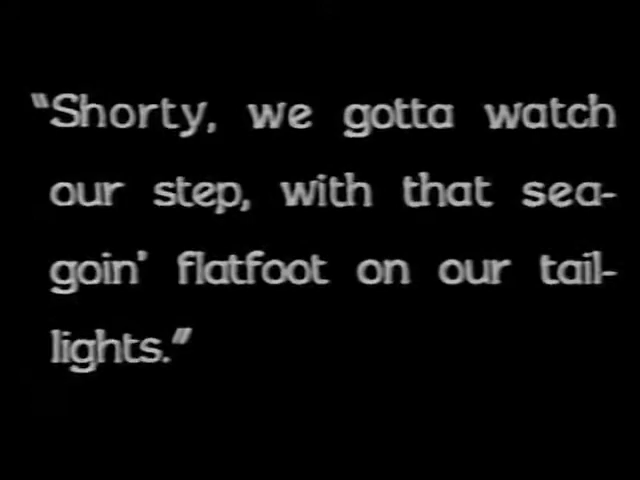 "Shorty, we gotta watch
our step, with that sea-
goin' flatfoot on our tail-
lights."